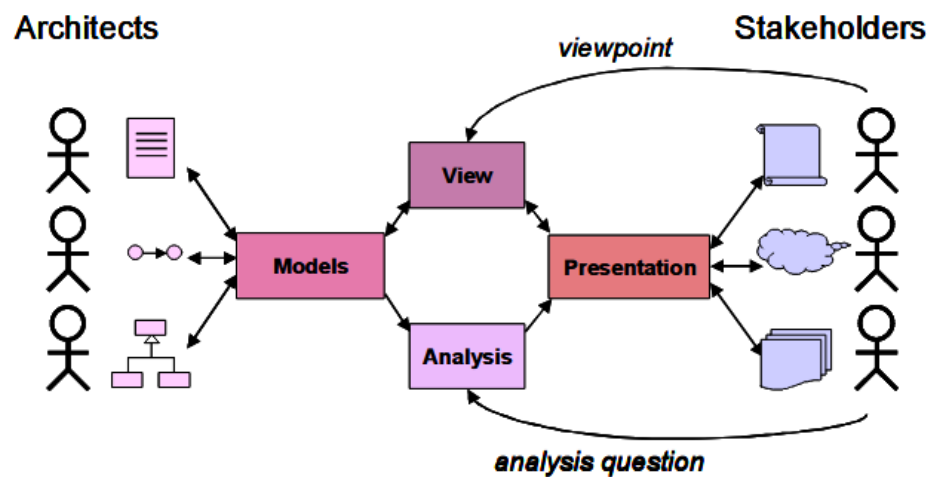 Architects
Stakeholders
viewpoint
View
Models
Presentation
Analysis
analysis question